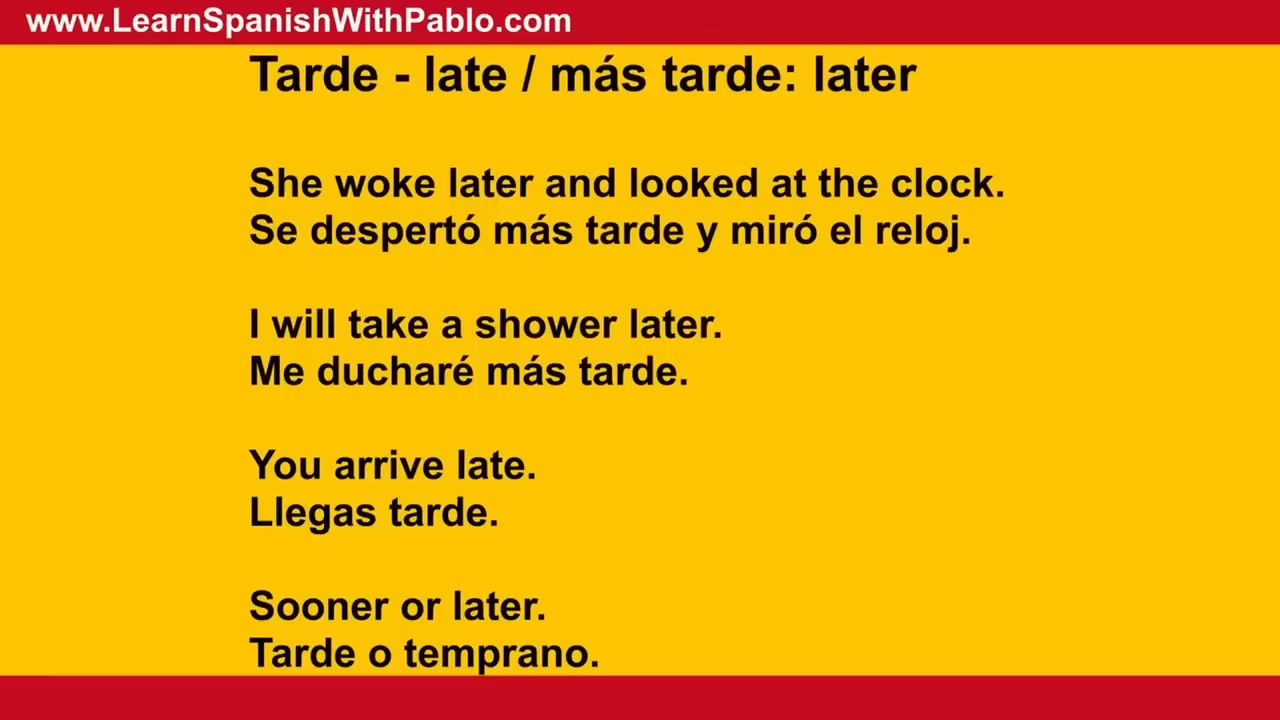 www.LearnSpanishWithPablo.com
Tarde - late / más tarde: later
She woke later and looked at the clock.
Se despertó más tarde y miró el reloj.
I will take a shower later.
Me ducharé más tarde.
You arrive late.
Llegas tarde.
Sooner or later.
Tarde o temprano.